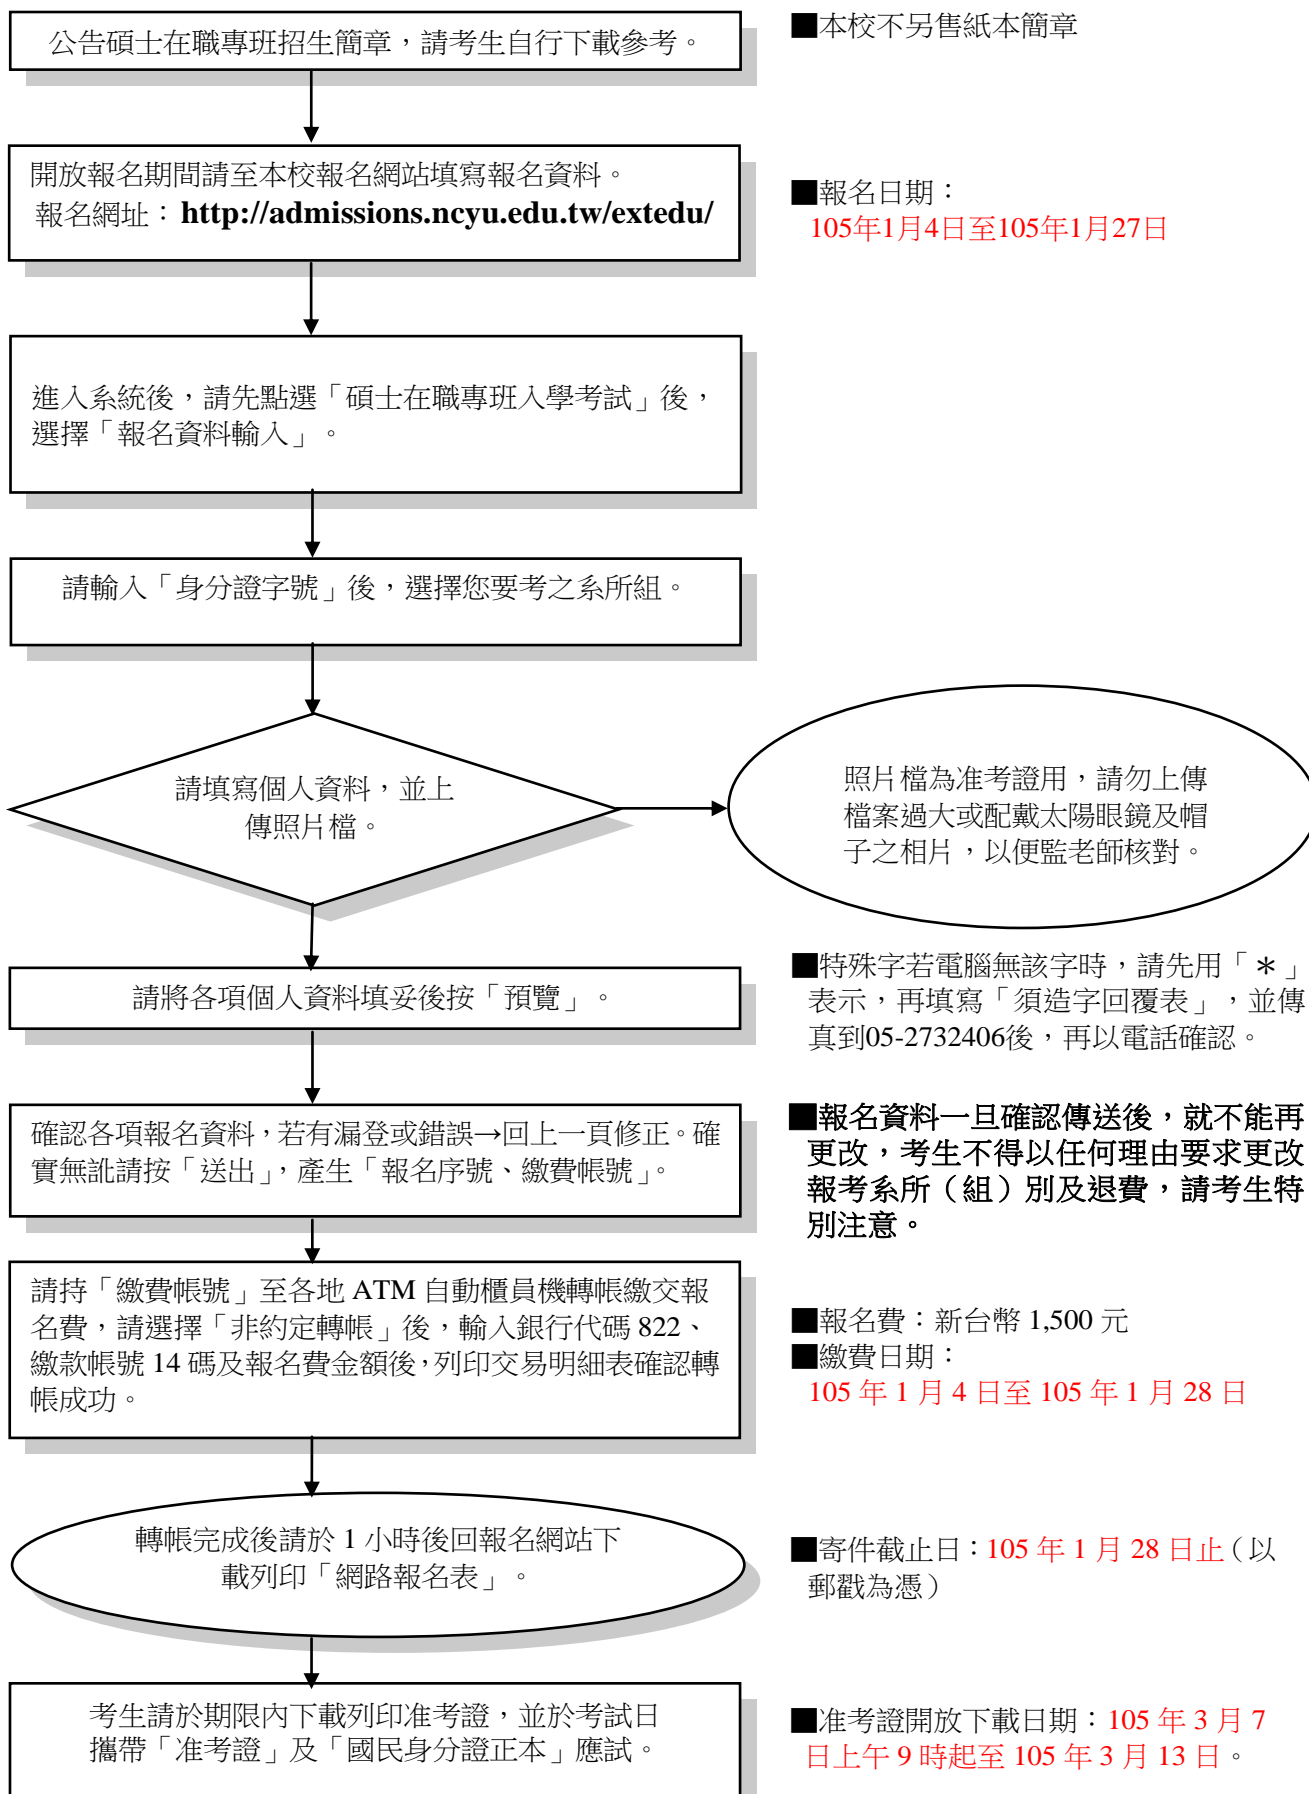 公告碩士在職專班招生簡章，請考生自行下載參考。
■本校不另售紙本簡章
開放報名期間請至本校報名網站填寫報名資料。
報名網址：http://admissions.ncyu.edu.tw/extedu/
■報名日期：
105年1月4日至105年1月27日
進入系統後，請先點選「碩士在職專班入學考試」後，
選擇「報名資料輸入」。
請輸入「身分證字號」後，選擇您要考之系所組。
請填寫個人資料，並上
傳照片檔。
照片檔為准考證用，請勿上傳
檔案過大或配戴太陽眼鏡及帽
子之相片，以便監老師核對。
請將各項個人資料填妥後按「預覽」。
■特殊字若電腦無該字時，請先用「＊」
表示，再填寫「須造字回覆表」，並傳
真到05-2732406後，再以電話確認。
確認各項報名資料，若有漏登或錯誤→回上一頁修正。確
實無訛請按「送出」，產生「報名序號、繳費帳號」。
■報名資料一旦確認傳送後，就不能再
更改，考生不得以任何理由要求更改
報考系所（組）別及退費，請考生特
別注意。
請持「繳費帳號」至各地 ATM 自動櫃員機轉帳繳交報
名費，請選擇「非約定轉帳」後，輸入銀行代碼 822、
繳款帳號 14 碼及報名費金額後，列印交易明細表確認轉
帳成功。
■報名費：新台幣 1,500 元
■繳費日期：
105 年 1 月 4 日至 105 年 1 月 28 日
轉帳完成後請於 1 小時後回報名網站下
載列印「網路報名表」。
■寄件截止日：105 年 1 月 28 日止（以
郵戳為憑）
考生請於期限內下載列印准考證，並於考試日
攜帶「准考證」及「國民身分證正本」應試。
■准考證開放下載日期：105 年 3 月 7
日上午 9 時起至 105 年 3 月 13 日。